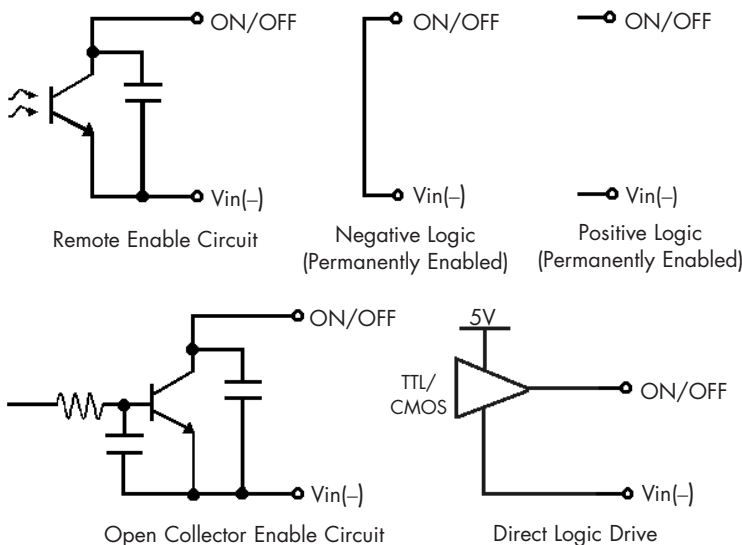 ON/OFF
Vin(–)
Remote Enable Circuit
ON/OFF
Vin(–)
Negative Logic
(Permanently Enabled)
ON/OFF
Vin(–)
Positive Logic
(Permanently Enabled)
ON/OFF
Vin(–)
Open Collector Enable Circuit
5V
TTL/
CMOS
ON/OFF
Vin(–)
Direct Logic Drive